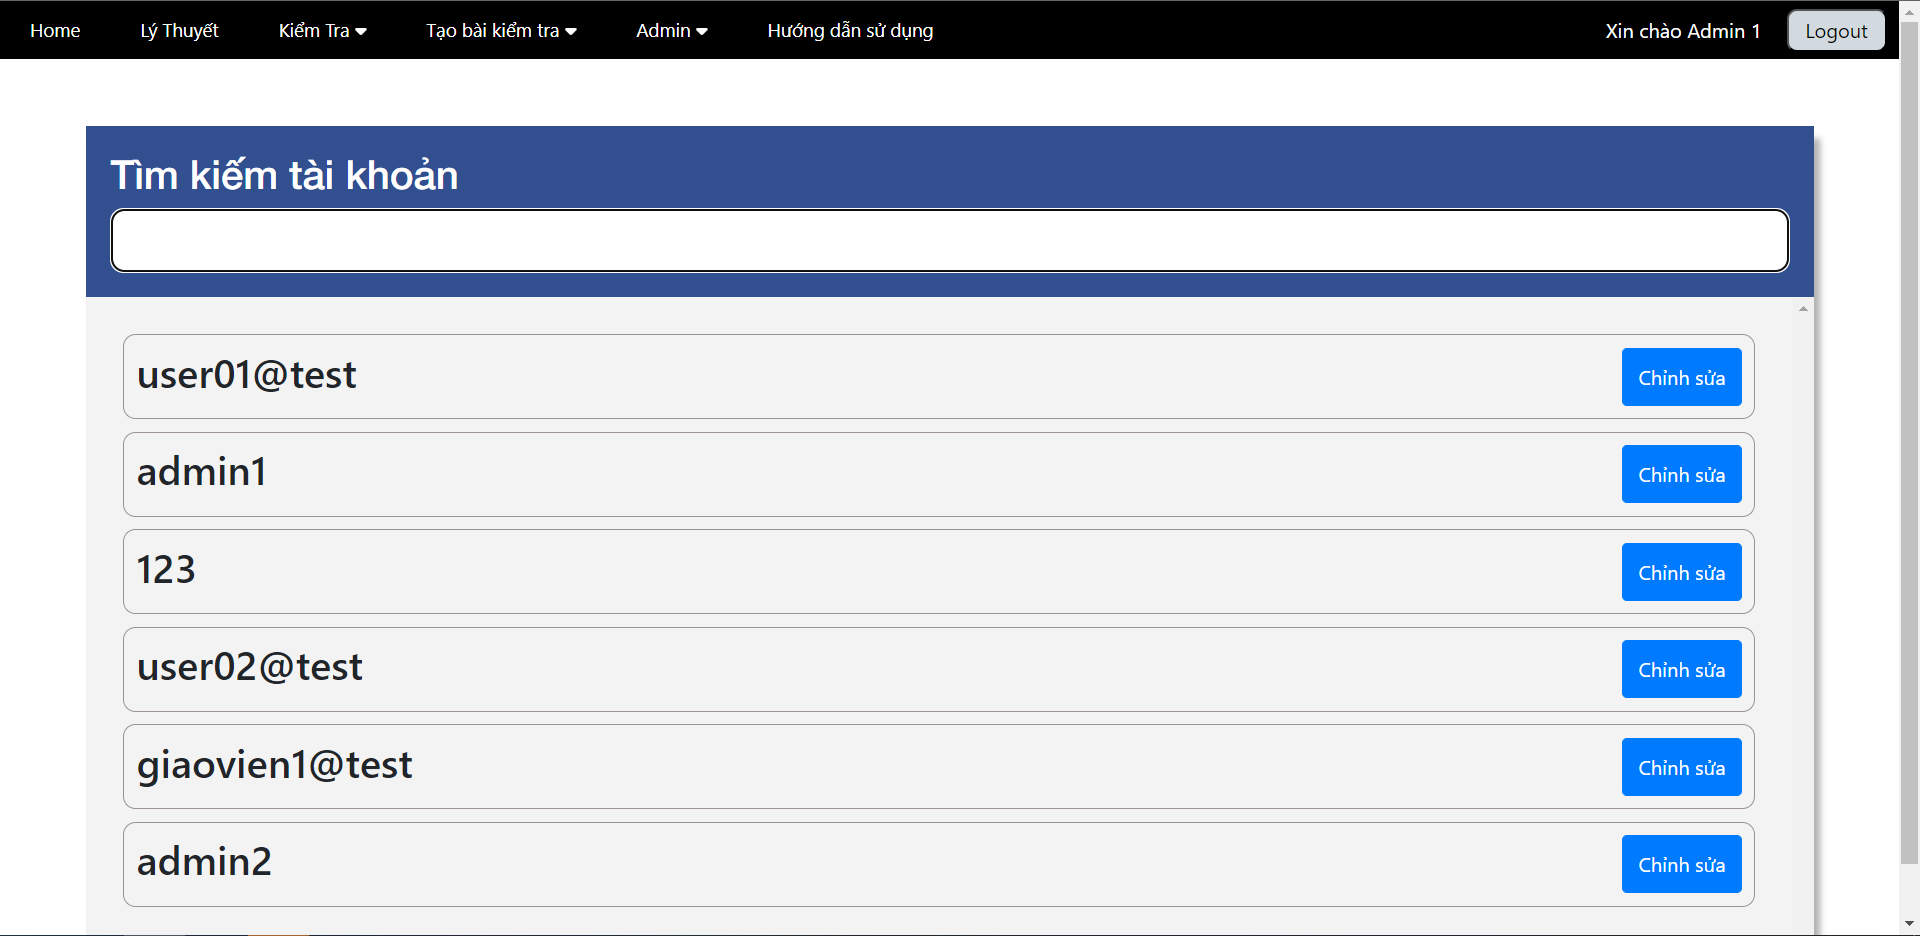 Home Lý Thuyết Kiểm Tra Tạo bài kiểm tra Admin Hướng dẫn sử dụng Xin chào Admin 1 Logout
Tìm kiếm tài khoản
user01@test Chỉnh sửa
admin1 Chỉnh sửa
123 Chỉnh sửa
user02@test Chỉnh sửa
giaovien1@test Chỉnh sửa
admin2 Chỉnh sửa